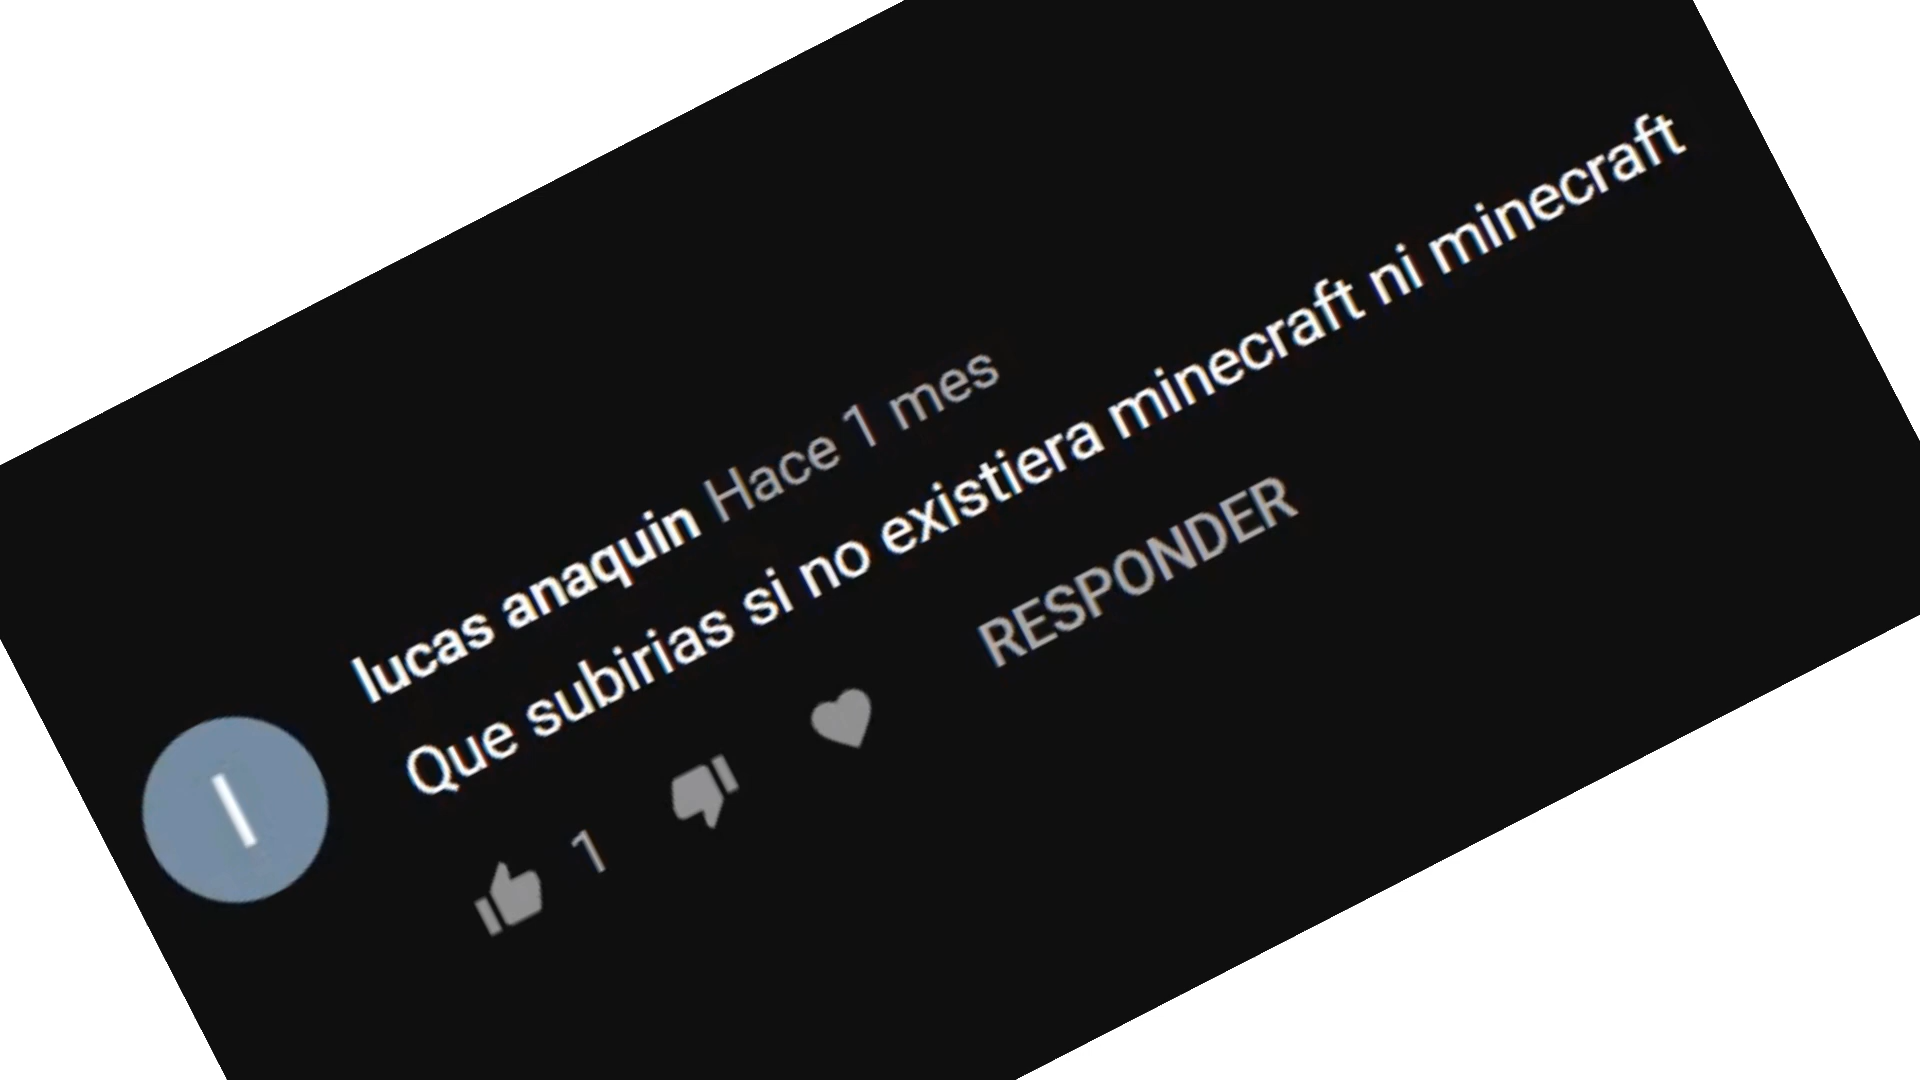 lucas anaquin Hace 1 mes
Que subirias si no existiera minecraft ni minecraft
1 RESPONDER
l